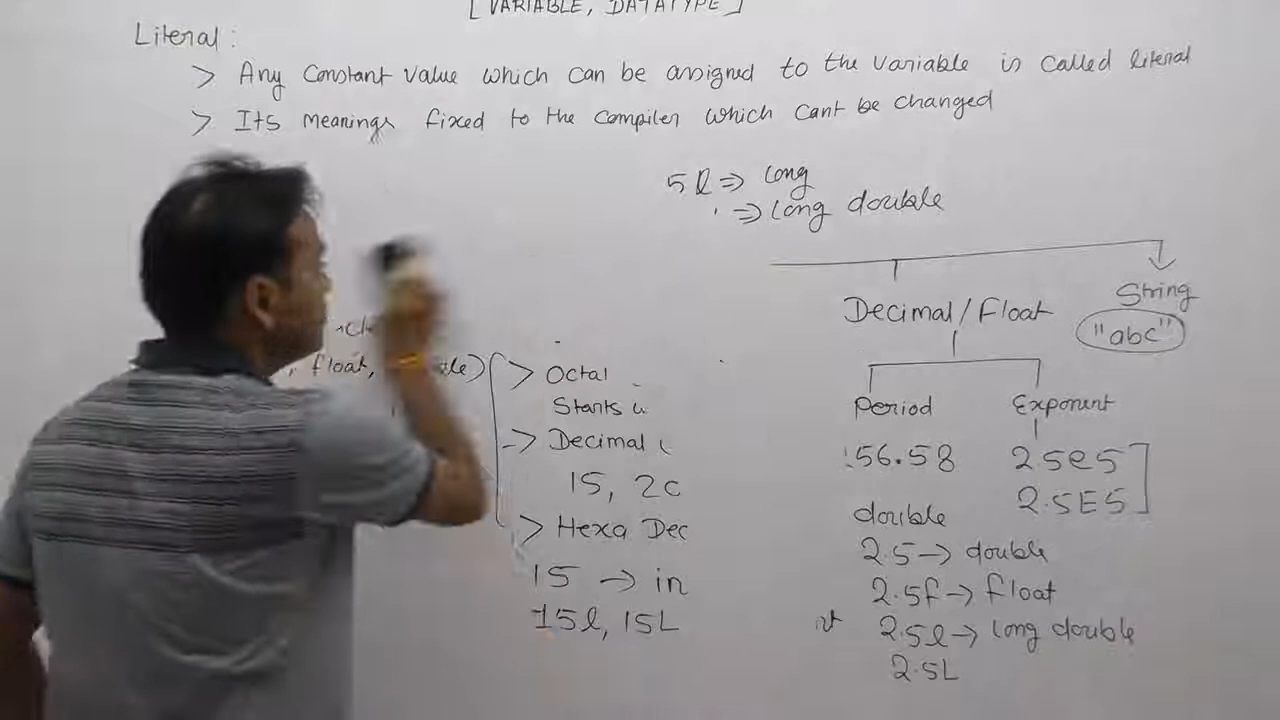 [VARIABLE, DATATYPE]
Literal:
> Any Constant value which can be assigned to the variable is called literal
> Its meanings fixed to the compiler which cant be changed
5l => long
=> long double
Decimal/Float
String
"abc"
float,
> Octal
Starts
-> Decimal
15,
> Hexa Dec
15 -> in
15l, 15L
Period
Exponent
56.58
25e5
2.5E5
double
2.5 -> double
2.5f -> float
2.5l -> long double
2.5L